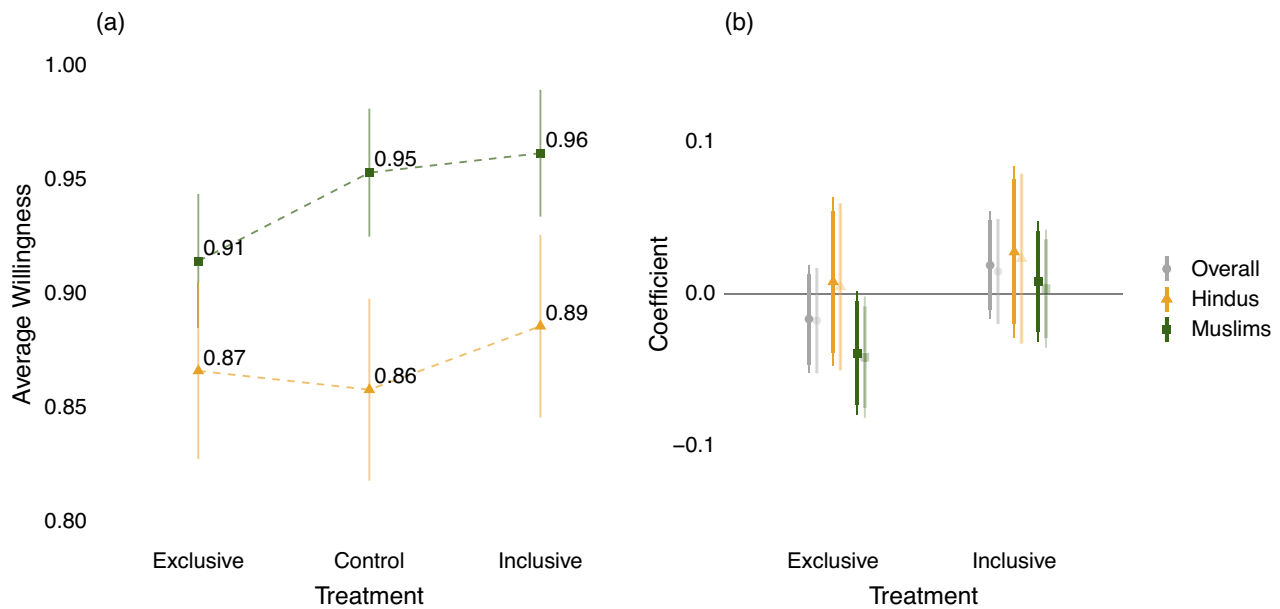 (a)
1.00
0.95
0.90
0.85
0.80
Average Willingness
0.91
0.95
0.96
0.87
0.86
0.89
Exclusive
Control
Inclusive
Treatment
(b)
0.1
0.0
−0.1
Coefficient
Exclusive
Inclusive
Treatment
Overall
Hindus
Muslims